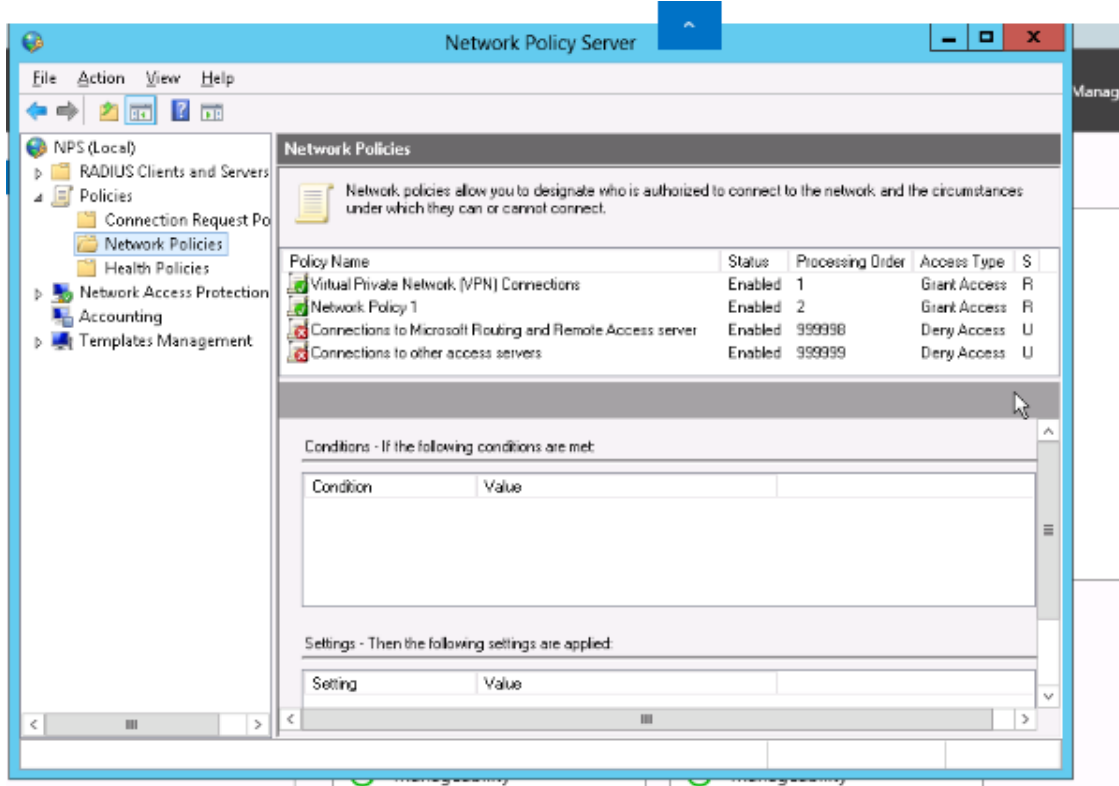 Network Policy Server
File Action View Help
Manag
NPS (Local)
RADIUS Clients and Servers
Policies
Connection Request Po
Network Policies
Health Policies
Network Access Protection
Accounting
Templates Management
Network Policies
Network policies allow you to designate who is authorized to connect to the network and the circumstances
under which they can or cannot connect.
Policy Name Status Processing Order Access Type S
Virtual Private Network (VPN) Connections Enabled 1 Grant Access R
Network Policy 1 Enabled 2 Grant Access R
Connections to Microsoft Routing and Remote Access server Enabled 999998 Deny Access U
Connections to other access servers Enabled 999999 Deny Access U
Conditions - If the following conditions are met:
Condition Value
Settings - Then the following settings are applied:
Setting Value